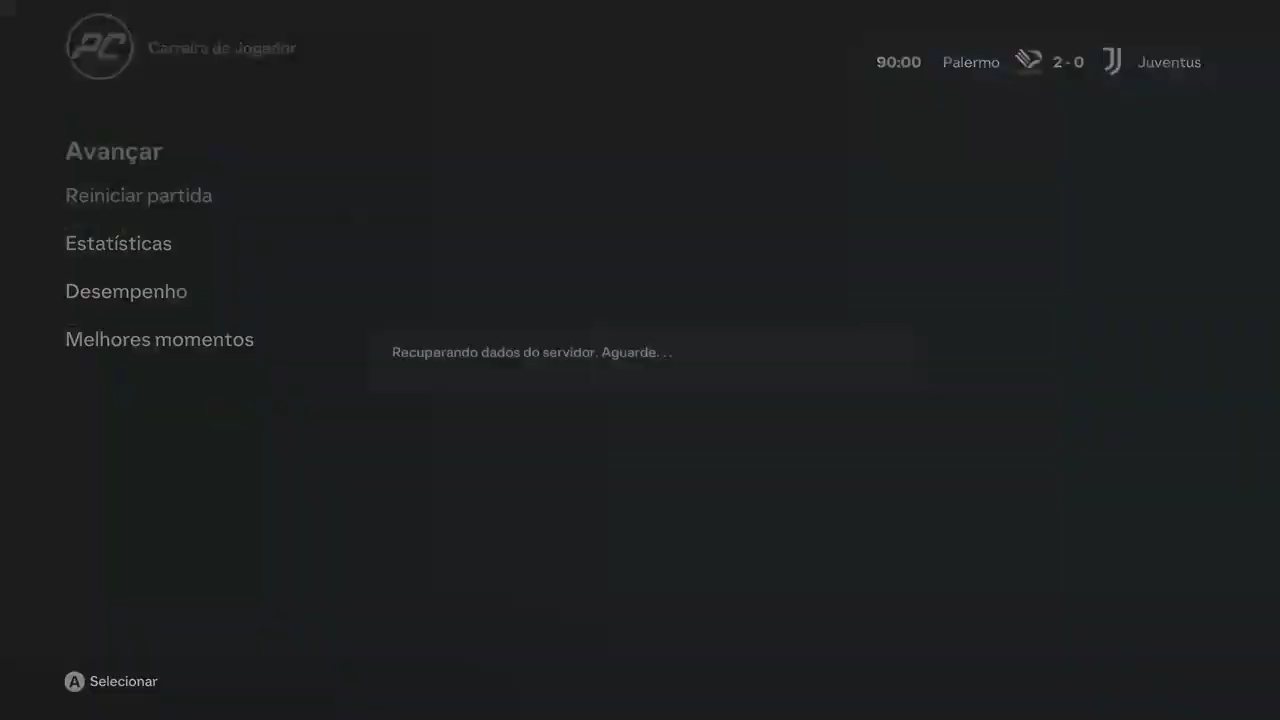 PC Carreira de Jogador
90:00 Palermo 2 - 0 Juventus
Avançar
Reiniciar partida
Estatísticas
Desempenho
Melhores momentos
Recuperando dados do servidor. Aguarde...
A Selecionar